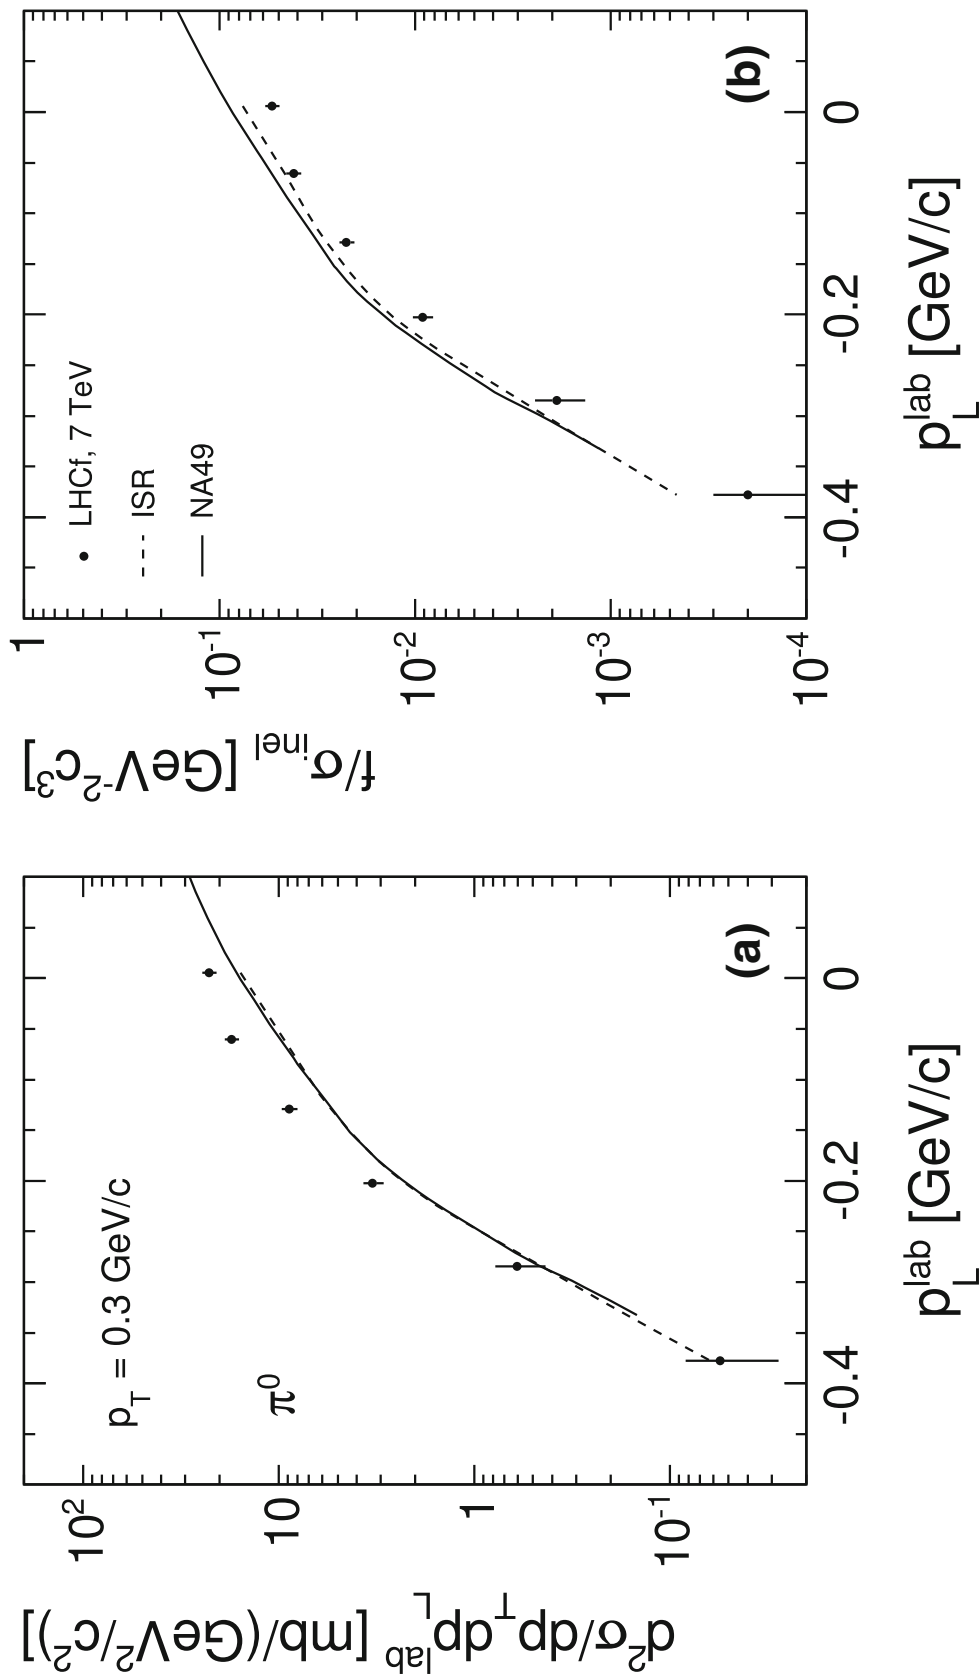 d²σ/dp_T dp_L^lab [mb/(GeV²/c²)]
10²
10
1
10⁻¹
p_T = 0.3 GeV/c
π⁰
(a)
-0.4
-0.2
0
p_L^lab [GeV/c]
f/σ_inel [GeV⁻²c³]
1
10⁻¹
10⁻²
10⁻³
10⁻⁴
LHCf, 7 TeV
ISR
NA49
(b)
-0.4
-0.2
0
p_L^lab [GeV/c]